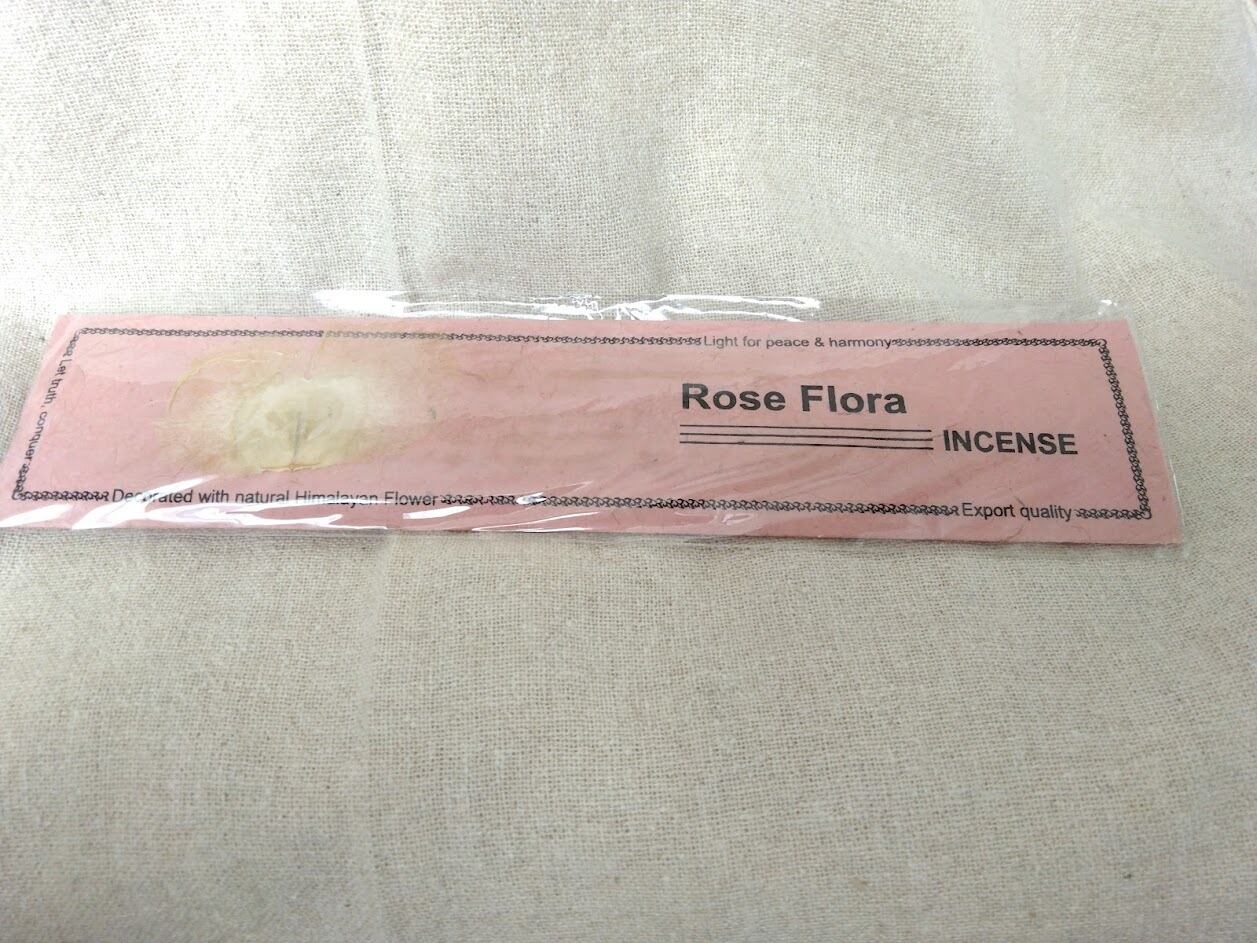 Light for peace & harmony
Let truth, conquer
Rose Flora
INCENSE
Decorated with natural Himalayan Flower
Export quality